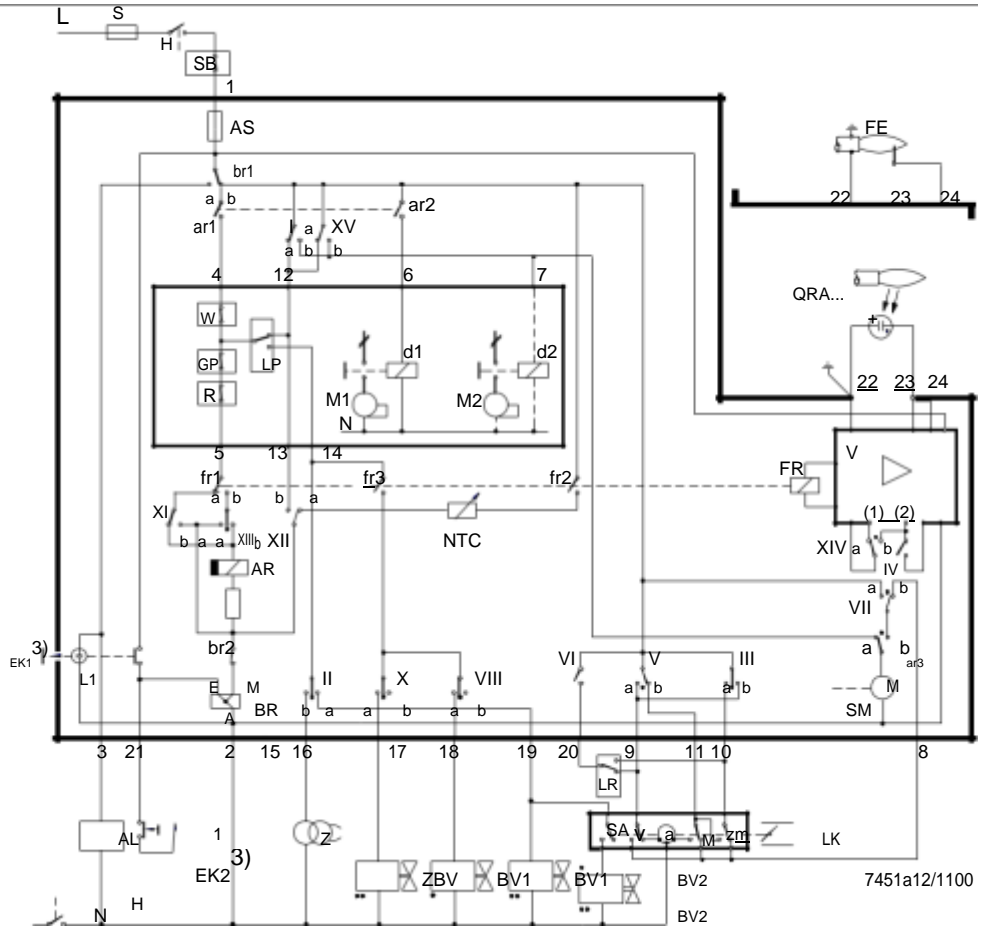 L S
H
SB
1
AS
FE
br1
22 23 24
a b
ar2
ar1
I a XV
a b b
4 12 6 7
QRA...
W
+
LP
d1 d2
GP
22 23 24
R
M1 M2
N
V
5 13 14
fr1 fr3 fr2 FR
a b b a
XI
(1) (2)
b a a XIIIb XII
NTC
XIV a b
IV
AR
a b
VII
br2
a b
ar3
3)
EK1
VI V III
L1
II X VIII
E M
M
a b a b
SM
A BR b a a b a b
3 21 2 15 16 17 18 19 20 9 11 10 8
LR
AL
1
Z
SA V a M zm
LK
3)
EK2
ZBV BV1 BV1 BV2
7451a12/1100
H
N
BV2